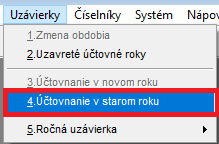 Uzávierky Číselníky Systém
1.Zmena obdobia
2.Uzavreté účtovné roky
3.Účtovanie v novom roku
4.Účtovanie v starom roku
5.Ročná uzávierka